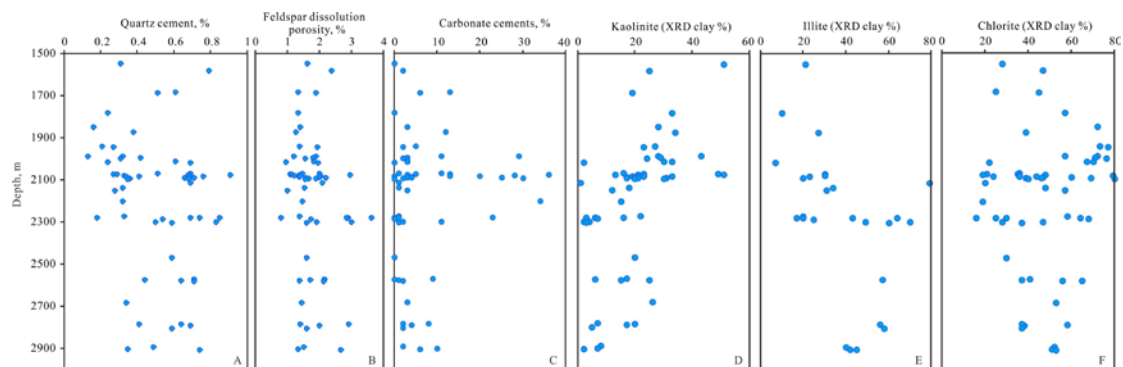 Quartz cement, %
Feldspar dissolution
porosity, %
Carbonate cements, %
Kaolinite (XRD clay %)
Illite (XRD clay %)
Chlorite (XRD clay %)
0 0.2 0.4 0.6 0.8 1
0 1 2 3 4
0 10 20 30 40
0 20 40 60
0 20 40 60 80
0 20 40 60 80
1500
1700
1900
2100
2300
2500
2700
2900
Depth, m
A
B
C
D
E
F